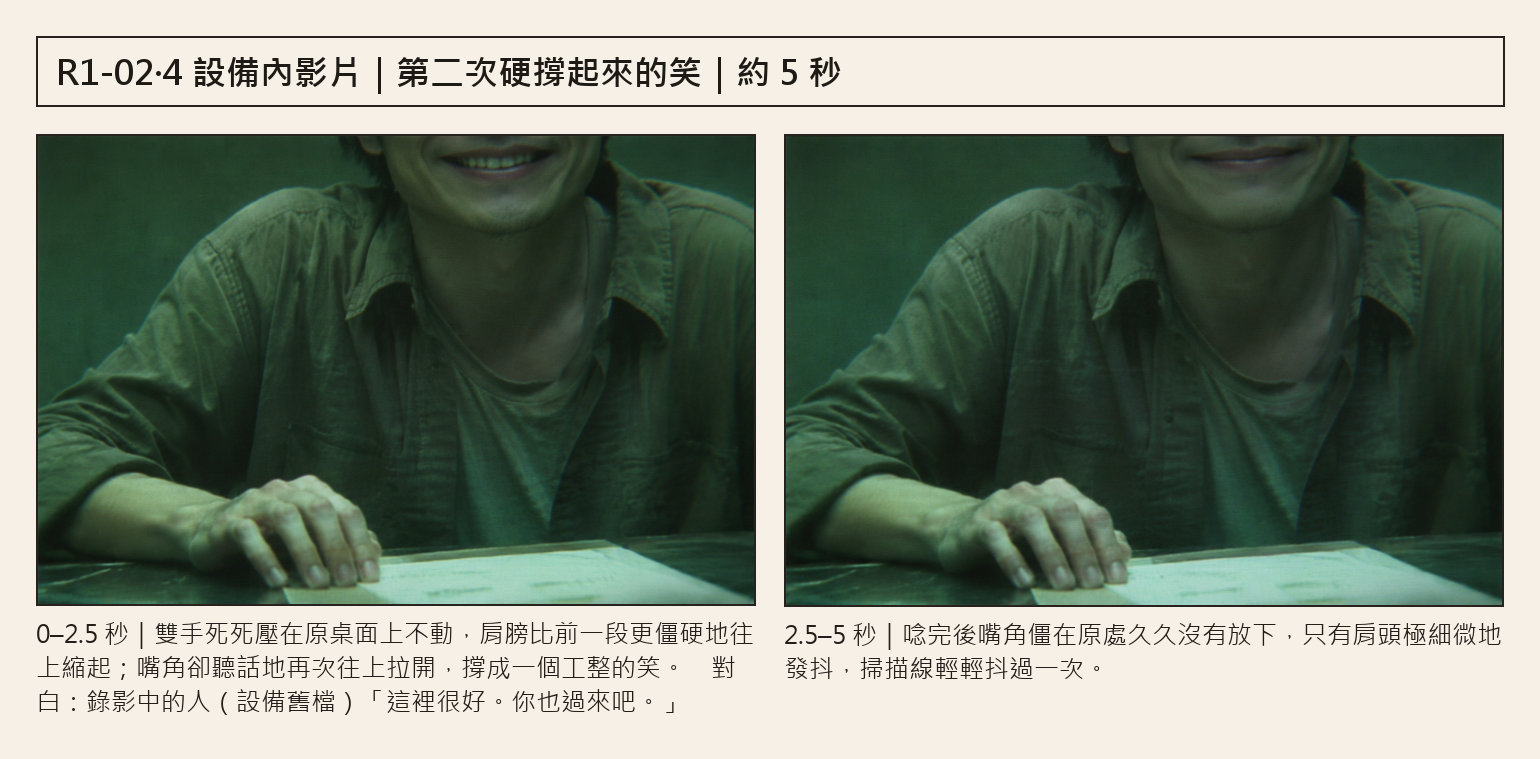 R1-02·4 設備內影片｜第二次硬撐起來的笑｜約 5 秒
0–2.5 秒｜雙手死死壓在原桌面上不動，肩膀比前一段更僵硬地往
上縮起；嘴角卻聽話地再次往上拉開，撐成一個工整的笑。　對
白：錄影中的人（設備舊檔）「這裡很好。你也過來吧。」
2.5–5 秒｜唸完後嘴角僵在原處久久沒有放下，只有肩頭極細微地
發抖，掃描線輕輕抖過一次。